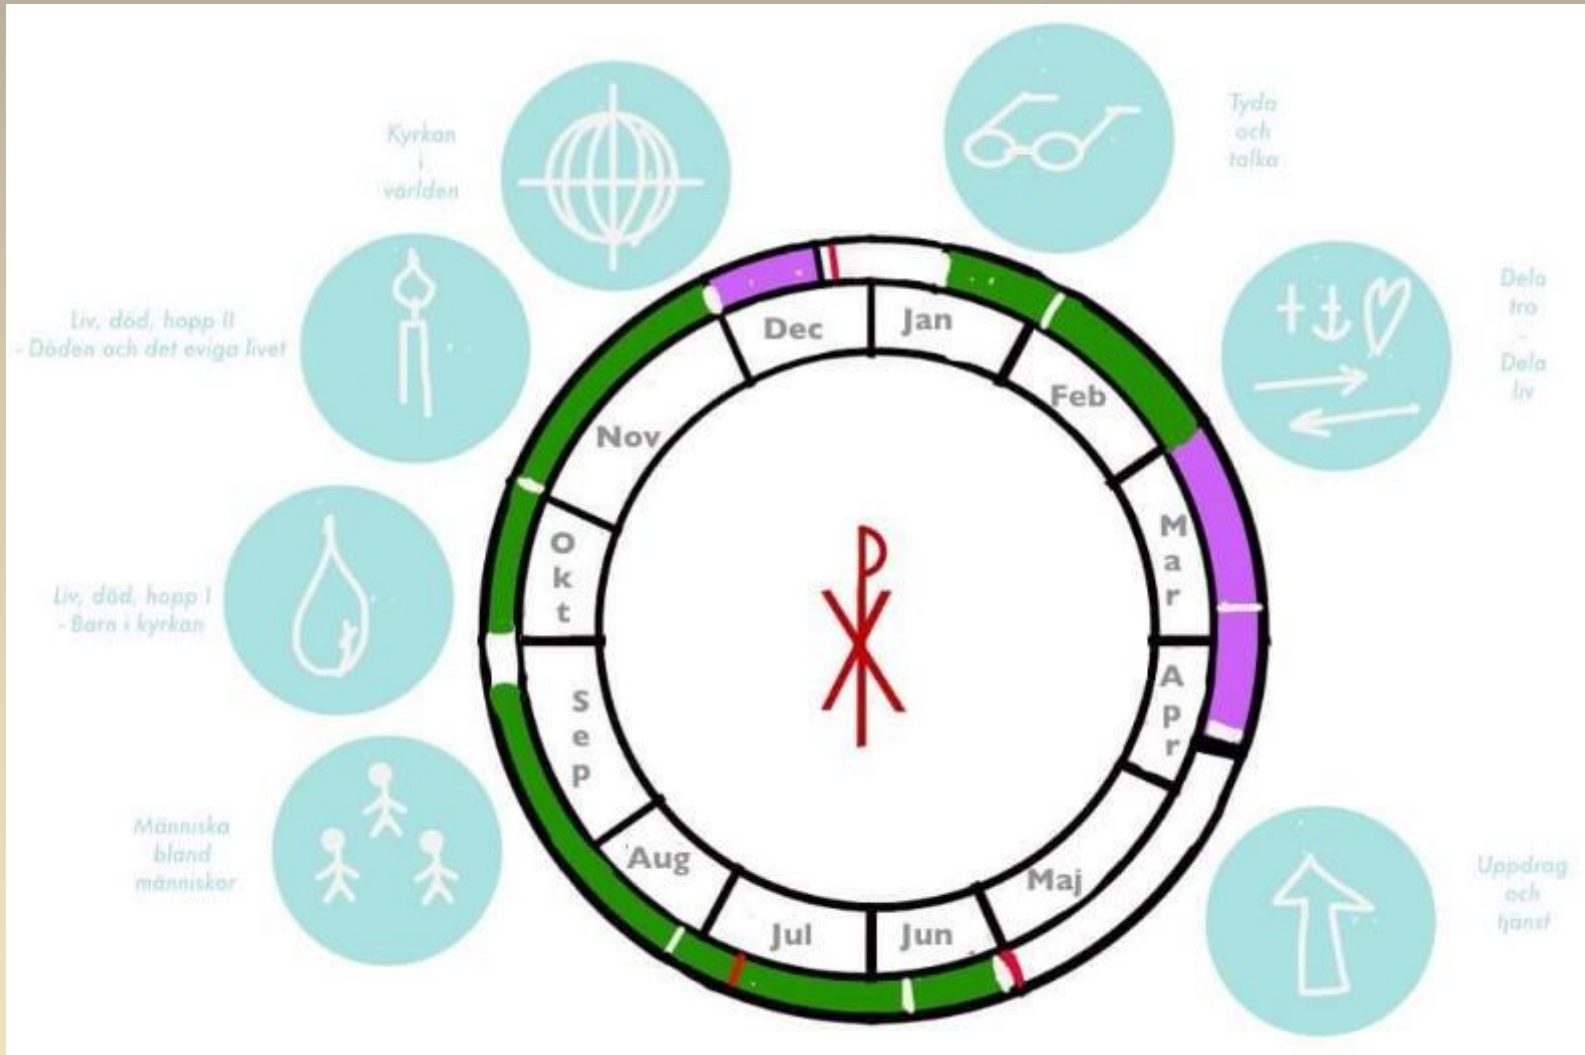 Kyrkan
i
världen
Tyda
och
tolka
Liv, död, hopp II
- Döden och det eviga livet
Dela
tro
-
Dela
liv
Liv, död, hopp I
- Barn i kyrkan
Människa
bland
människor
Uppdrag
och
tjänst
Jan
Feb
Mar
Apr
Maj
Jun
Jul
Aug
Sep
Okt
Nov
Dec